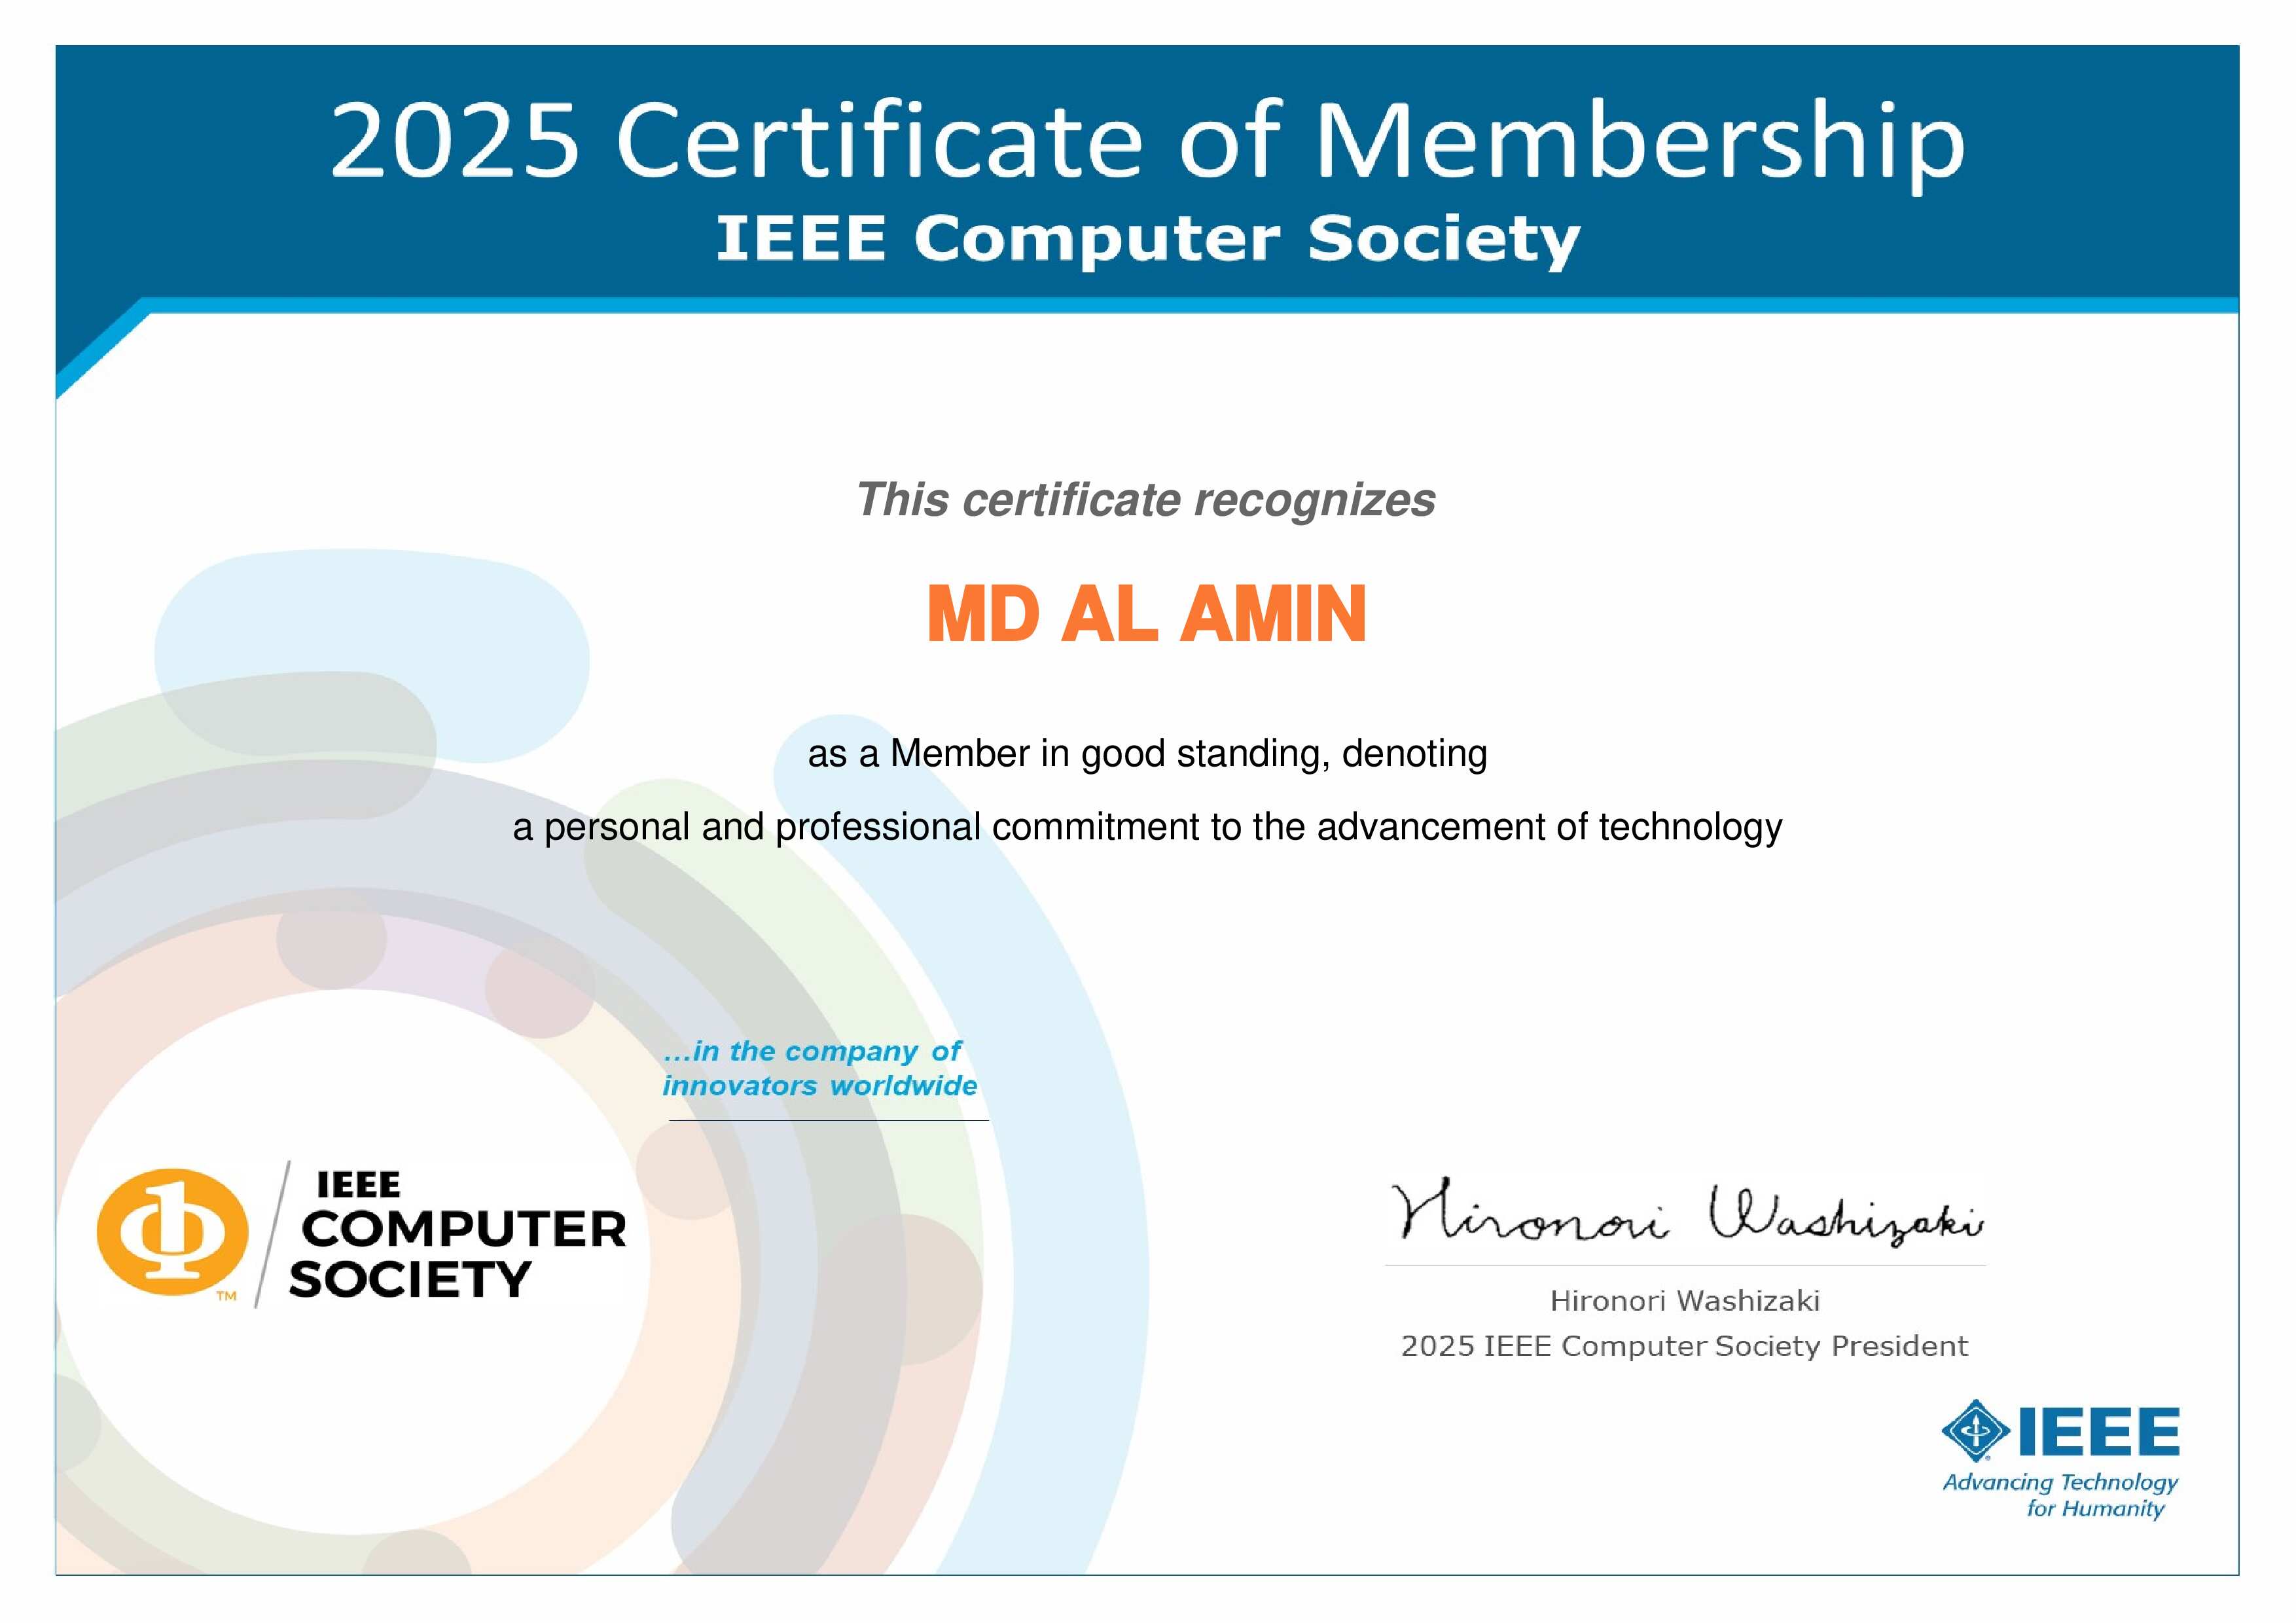 2025 Certificate of Membership
IEEE Computer Society
This certificate recognizes
MD AL AMIN
as a Member in good standing, denoting
a personal and professional commitment to the advancement of technology
...in the company of
innovators worldwide
IEEE
COMPUTER
SOCIETY
TM
Hironori Washizaki
Hironori Washizaki
2025 IEEE Computer Society President
IEEE
Advancing Technology
for Humanity